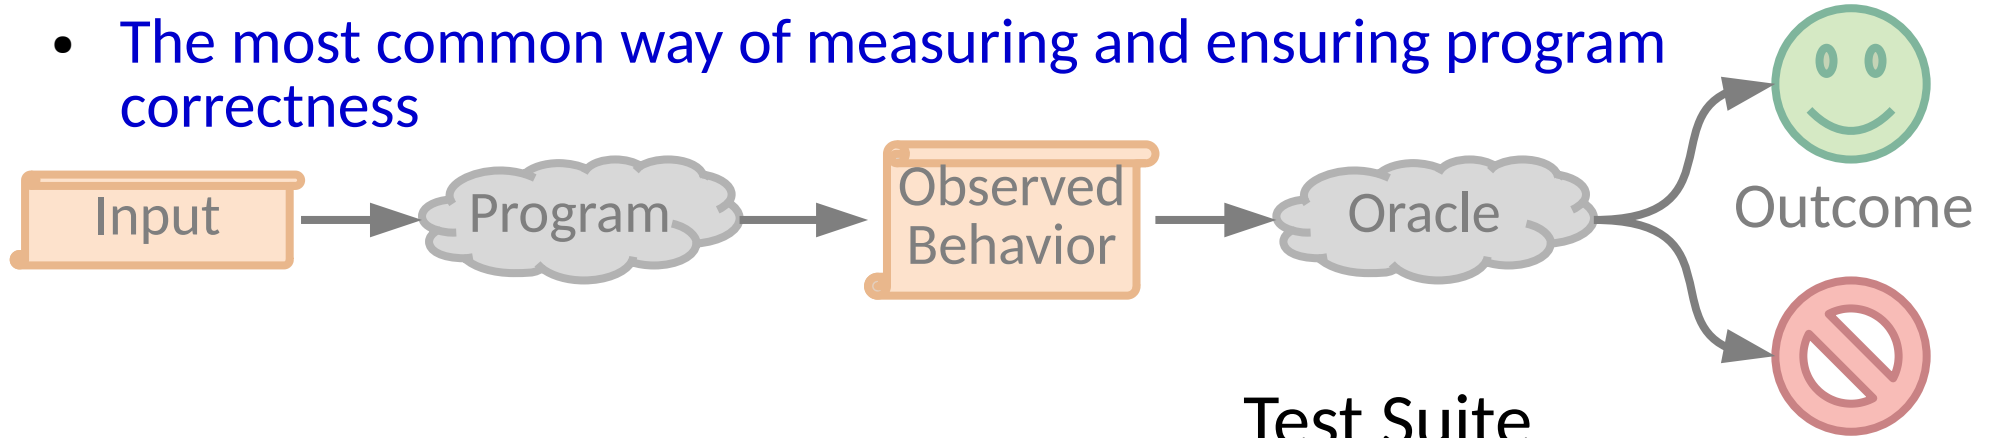 • The most common way of measuring and ensuring program
correctness
Input
Program
Observed
Behavior
Oracle
Outcome
Test Suite